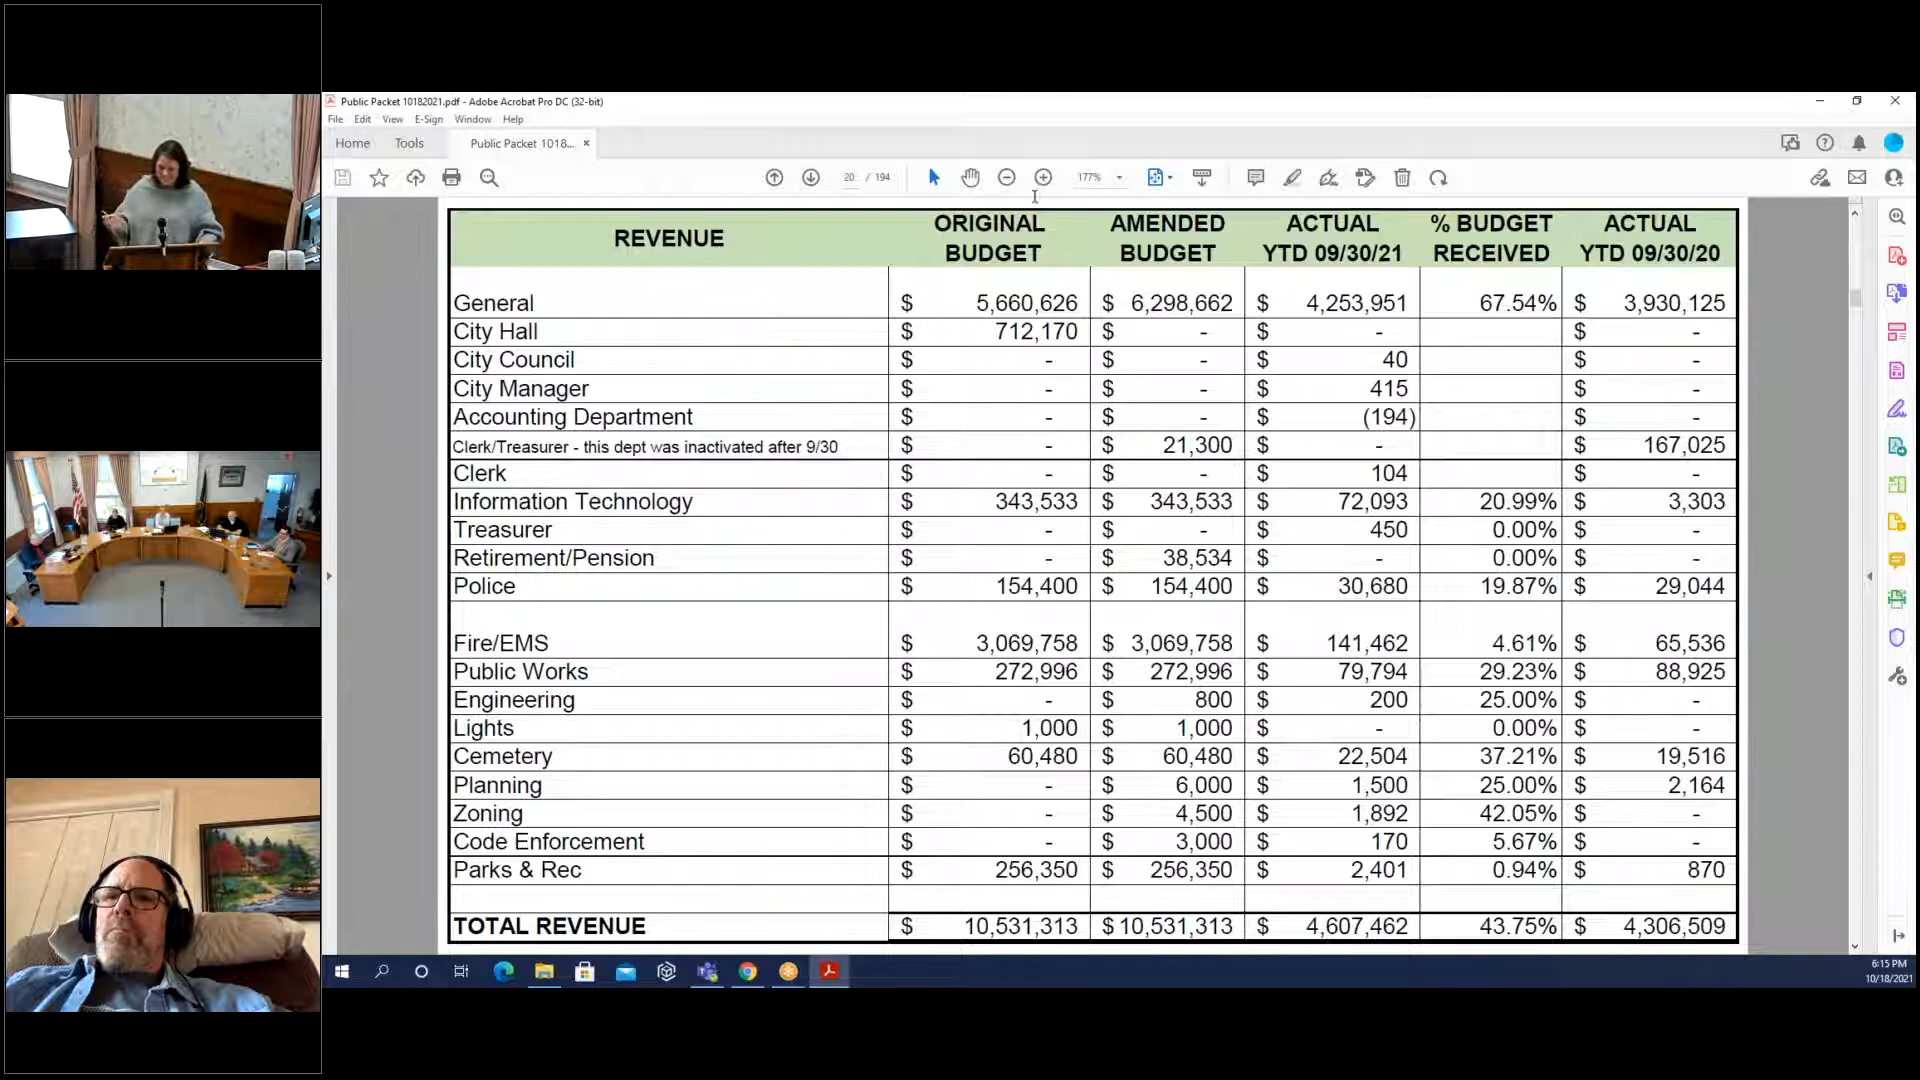 Public Packet 10182021.pdf - Adobe Acrobat Pro DC (32-bit)
File Edit View E-Sign Window Help
Home Tools Public Packet 1018... ×
20 / 194 177%
REVENUE ORIGINAL BUDGET AMENDED BUDGET ACTUAL YTD 09/30/21 % BUDGET RECEIVED ACTUAL YTD 09/30/20
General $ 5,660,626 $ 6,298,662 $ 4,253,951 67.54% $ 3,930,125
City Hall $ 712,170 $ - $ - $ -
City Council $ - $ - $ 40 $ -
City Manager $ - $ - $ 415 $ -
Accounting Department $ - $ - $ (194) $ -
Clerk/Treasurer - this dept was inactivated after 9/30 $ - $ 21,300 $ - $ 167,025
Clerk $ - $ - $ 104 $ -
Information Technology $ 343,533 $ 343,533 $ 72,093 20.99% $ 3,303
Treasurer $ - $ - $ 450 0.00% $ -
Retirement/Pension $ - $ 38,534 $ - 0.00% $ -
Police $ 154,400 $ 154,400 $ 30,680 19.87% $ 29,044
Fire/EMS $ 3,069,758 $ 3,069,758 $ 141,462 4.61% $ 65,536
Public Works $ 272,996 $ 272,996 $ 79,794 29.23% $ 88,925
Engineering $ - $ 800 $ 200 25.00% $ -
Lights $ 1,000 $ 1,000 $ - 0.00% $ -
Cemetery $ 60,480 $ 60,480 $ 22,504 37.21% $ 19,516
Planning $ - $ 6,000 $ 1,500 25.00% $ 2,164
Zoning $ - $ 4,500 $ 1,892 42.05% $ -
Code Enforcement $ - $ 3,000 $ 170 5.67% $ -
Parks & Rec $ 256,350 $ 256,350 $ 2,401 0.94% $ 870
TOTAL REVENUE $ 10,531,313 $ 10,531,313 $ 4,607,462 43.75% $ 4,306,509
6:15 PM
10/18/2021